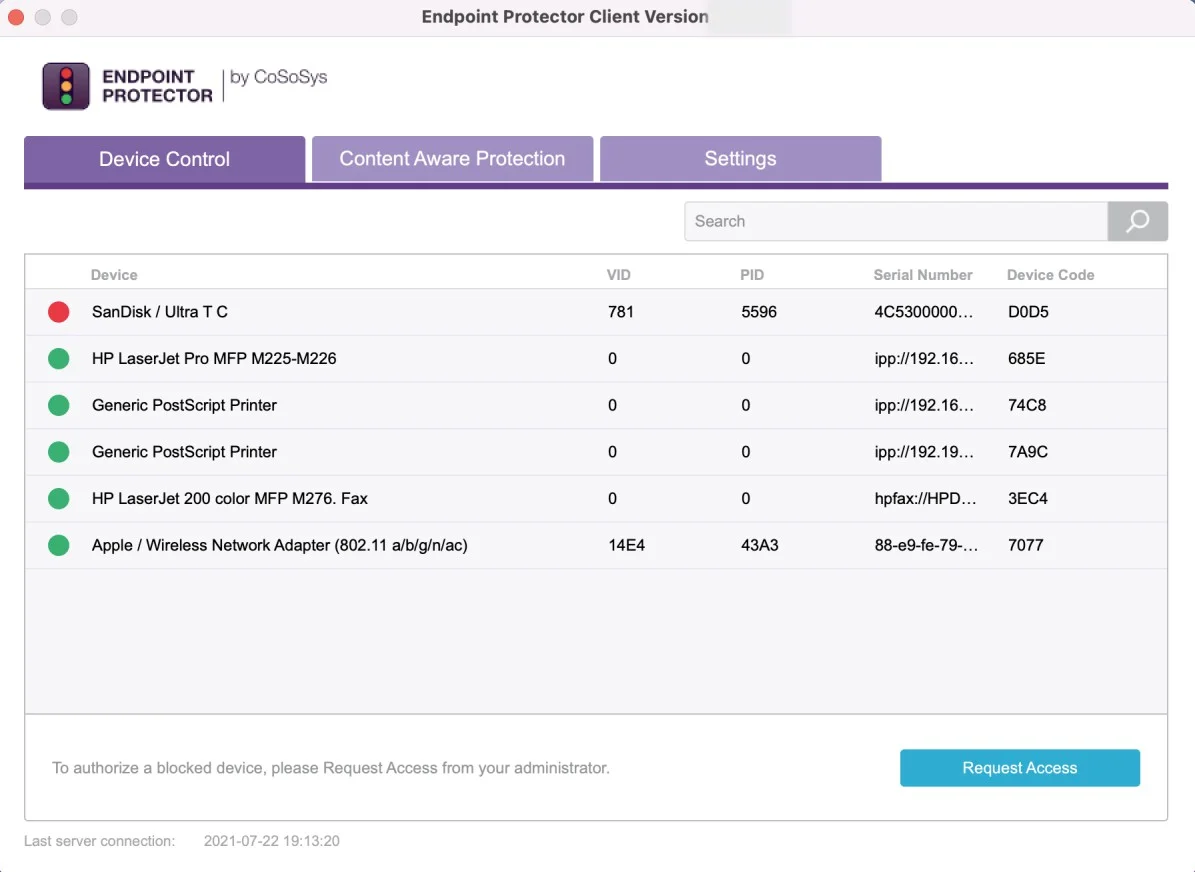 Endpoint Protector Client Version
ENDPOINT
PROTECTOR
by CoSoSys
Device Control
Content Aware Protection
Settings
Search
Device VID PID Serial Number Device Code
SanDisk / Ultra T C 781 5596 4C5300000… D0D5
HP LaserJet Pro MFP M225-M226 0 0 ipp://192.16… 685E
Generic PostScript Printer 0 0 ipp://192.16… 74C8
Generic PostScript Printer 0 0 ipp://192.19… 7A9C
HP LaserJet 200 color MFP M276. Fax 0 0 hpfax://HPD… 3EC4
Apple / Wireless Network Adapter (802.11 a/b/g/n/ac) 14E4 43A3 88-e9-fe-79-… 7077
To authorize a blocked device, please Request Access from your administrator.
Request Access
Last server connection: 2021-07-22 19:13:20